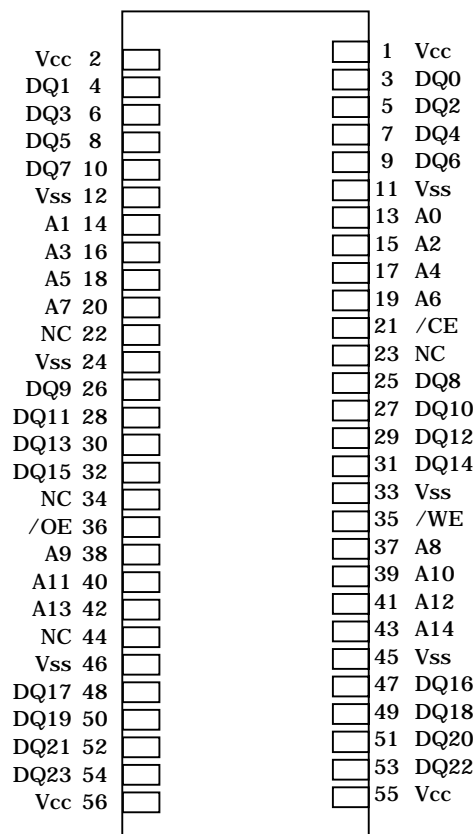 Vcc 2 1 Vcc
DQ1 4 3 DQ0
DQ3 6 5 DQ2
DQ5 8 7 DQ4
DQ7 10 9 DQ6
Vss 12 11 Vss
A1 14 13 A0
A3 16 15 A2
A5 18 17 A4
A7 20 19 A6
NC 22 21 /CE
Vss 24 23 NC
DQ9 26 25 DQ8
DQ11 28 27 DQ10
DQ13 30 29 DQ12
DQ15 32 31 DQ14
NC 34 33 Vss
/OE 36 35 /WE
A9 38 37 A8
A11 40 39 A10
A13 42 41 A12
NC 44 43 A14
Vss 46 45 Vss
DQ17 48 47 DQ16
DQ19 50 49 DQ18
DQ21 52 51 DQ20
DQ23 54 53 DQ22
Vcc 56 55 Vcc